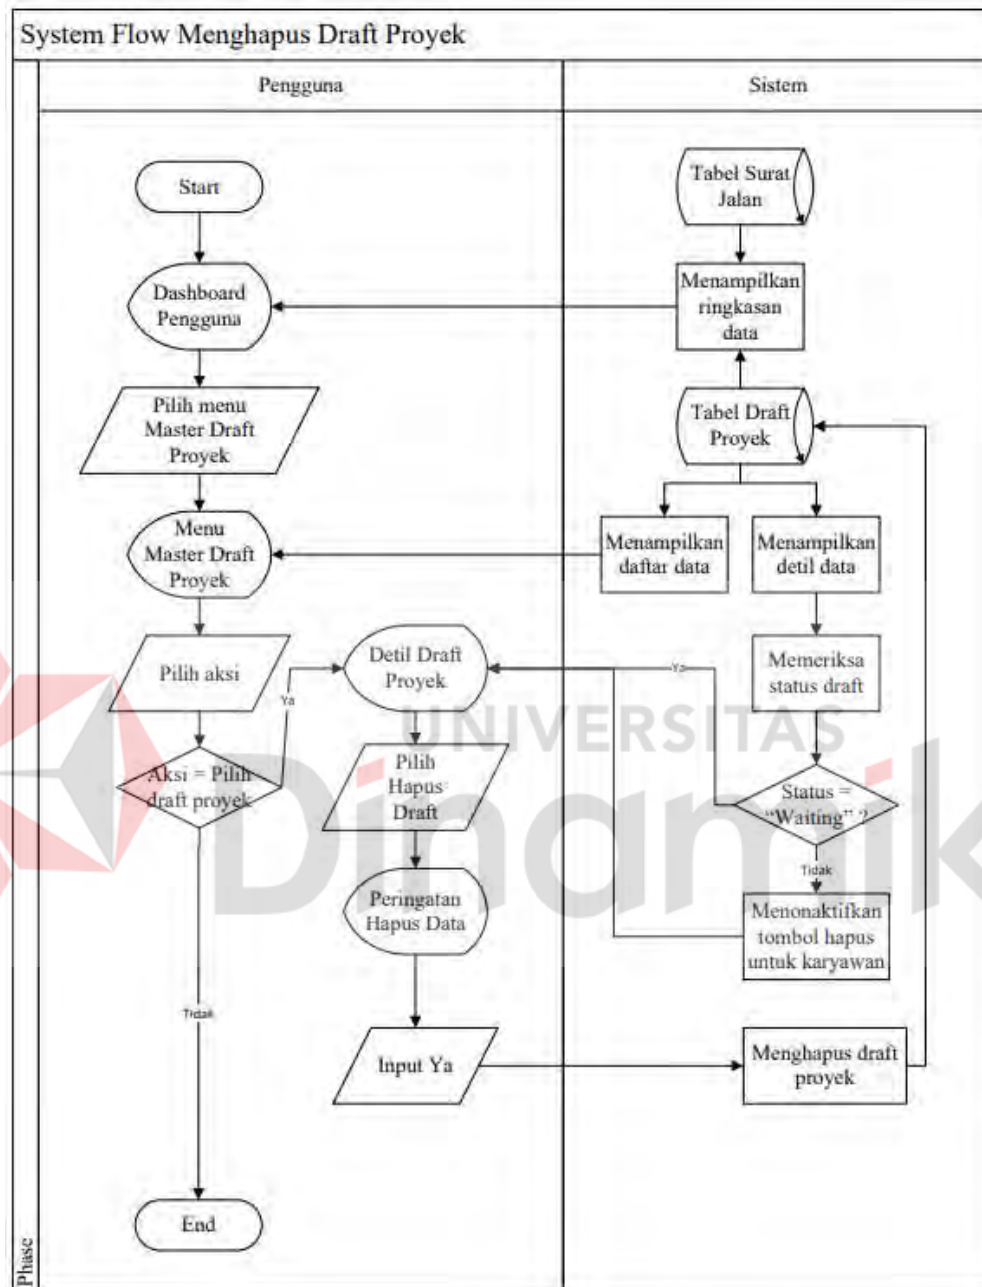 System Flow Menghapus Draft Proyek
Pengguna
Sistem
Start
Tabel Surat
Jalan
Dashboard
Pengguna
Menampilkan
ringkasan
data
Pilih menu
Master Draft
Proyek
Tabel Draft
Proyek
Menu
Master Draft
Proyek
Menampilkan
daftar data
Menampilkan
detil data
Pilih aksi
Detil Draft
Proyek
Ya
Memeriksa
status draft
Ya
UNIVERSITAS
Dinamik
Aksi = Pilih
draft proyek
Pilih
Hapus
Draft
Status =
“Waiting” ?
Tidak
Peringatan
Hapus Data
Menonaktifkan
tombol hapus
untuk karyawan
Tidak
Input Ya
Menghapus draft
proyek
End
Phase